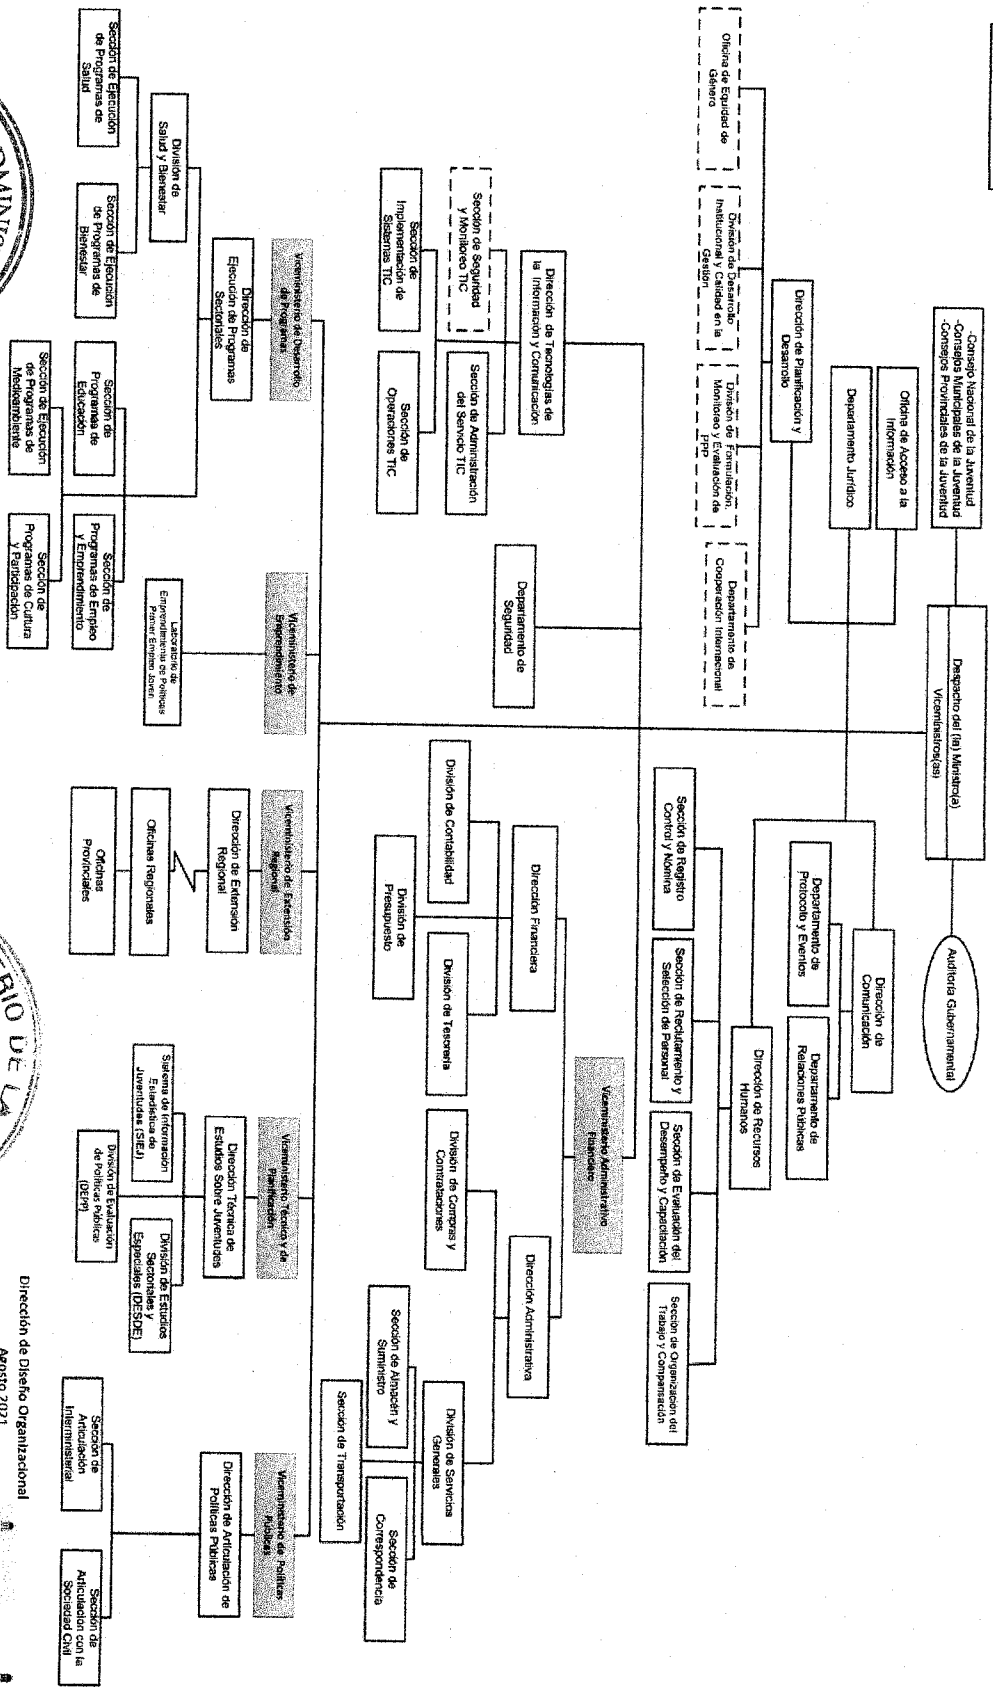 -Consejo Nacional de la Juventud
-Consejos Municipales de la Juventud
-Consejos Provinciales de la Juventud
Despacho del (la) Ministro(a)
Viceministros(as)
Auditoría Gubernamental
Oficina de Acceso a la
Información
Departamento Jurídico
Dirección de
Comunicación
Departamento de
Protocolo y Eventos
Departamento de
Relaciones Públicas
Dirección de Planificación y
Desarrollo
Dirección de Recursos
Humanos
Oficina de Equidad de
Género
División de Desarrollo
Institucional y Calidad en la
Gestión
División de Formulación,
Monitoreo y Evaluación de
PPP
Departamento de
Cooperación Internacional
Sección de Registro
Control y Nómina
Sección de Reclutamiento y
Selección de Personal
Sección de Evaluación del
Desempeño y Capacitación
Sección de Organización del
Trabajo y Compensación
Viceministerio Administrativo
Financiero
Dirección de Tecnologías de
la Información y Comunicación
Departamento de
Seguridad
Dirección Financiera
Dirección Administrativa
Sección de Seguridad
y Monitoreo TIC
Sección de Administración
del Servicio TIC
División de Contabilidad
División de Tesorería
División de Compras y
Contrataciones
División de Servicios
Generales
Sección de
Implementación de
Sistemas TIC
Sección de
Operaciones TIC
División de
Presupuesto
Sección de Almacén y
Suministro
Sección de
Correspondencia
Sección de Transportación
Viceministerio de Desarrollo
de Programas
Viceministerio de
Emprendimiento
Viceministerio de Extensión
Regional
Viceministerio Técnico y de
Planificación
Viceministerio de Políticas
Públicas
Dirección de
Ejecución de Programas
Sectoriales
Laboratorio de
Emprendimiento de Políticas
Primer Empleo Joven
Dirección de Extensión
Regional
Dirección Técnica de
Estudios Sobre Juventudes
Dirección de Articulación de
Políticas Públicas
División de
Salud y Bienestar
Oficinas Regionales
Sistema de Información
Estadística de
Juventudes (SIEJ)
División de Estudios
Sectoriales y
Especiales (DESDE)
Sección de Ejecución
de Programas de
Salud
Sección de Ejecución
de Programas de
Bienestar
Sección de
Programas de
Educación
Sección de
Programas de Empleo
y Emprendimiento
Oficinas
Provinciales
División de Evaluación
de Políticas Públicas
(DEPP)
Sección de
Articulación
Interministerial
Sección de
Articulación con la
Sociedad Civil
Sección de Ejecución
de Programas de
Medioambiente
Sección de
Programas de Cultura
y Participación
Dirección de Diseño Organizacional
Agosto 2021